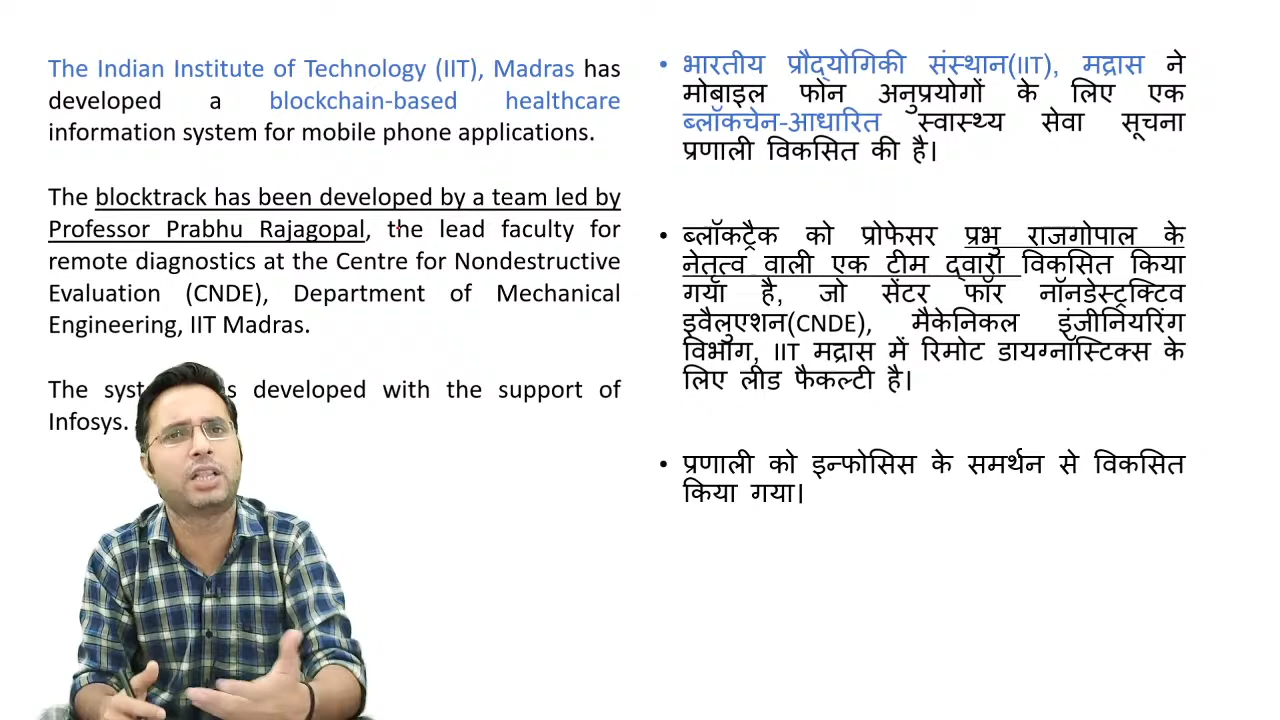 The Indian Institute of Technology (IIT), Madras has
developed a blockchain-based healthcare
information system for mobile phone applications.
The blocktrack has been developed by a team led by
Professor Prabhu Rajagopal, the lead faculty for
remote diagnostics at the Centre for Nondestructive
Evaluation (CNDE), Department of Mechanical
Engineering, IIT Madras.
The developed with the support of
Infosys.
• भारतीय प्रौद्योगिकी संस्थान(IIT), मद्रास ने
मोबाइल फोन अनुप्रयोगों के लिए एक
ब्लॉकचेन-आधारित स्वास्थ्य सेवा सूचना
प्रणाली विकसित की है।
• ब्लॉकट्रैक को प्रोफेसर प्रभु राजगोपाल के
नेतृत्व वाली एक टीम द्वारा विकसित किया
गया है, जो सेंटर फॉर नॉनडेस्ट्रक्टिव
इवैलुएशन(CNDE), मैकेनिकल इंजीनियरिंग
विभाग, IIT मद्रास में रिमोट डायग्नॉस्टिक्स के
लिए लीड फैकल्टी है।
• प्रणाली को इन्फोसिस के समर्थन से विकसित
किया गया।